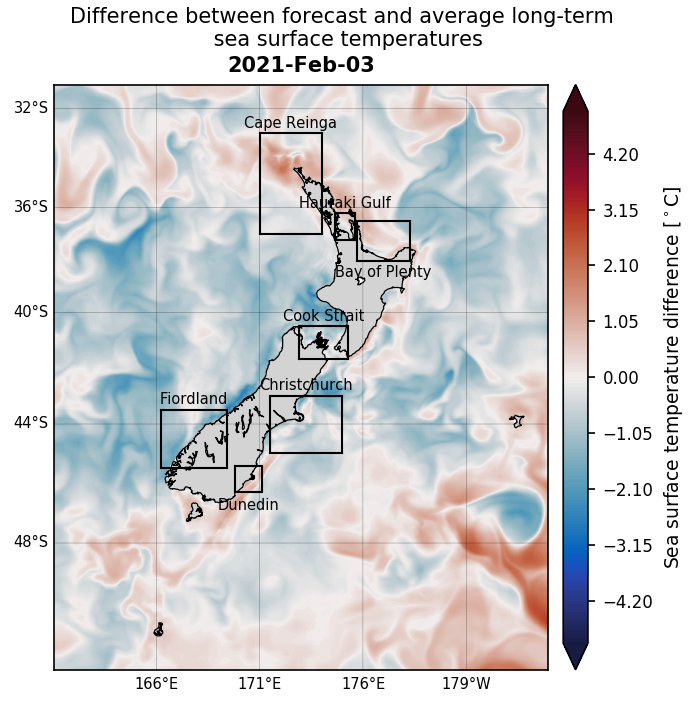 Difference between forecast and average long-term
sea surface temperatures
2021-Feb-03
32°S
36°S
40°S
44°S
48°S
166°E
171°E
176°E
179°W
Cape Reinga
Hauraki Gulf
Bay of Plenty
Cook Strait
Christchurch
Fiordland
Dunedin
4.20
3.15
2.10
1.05
0.00
−1.05
−2.10
−3.15
−4.20
Sea surface temperature difference [°C]